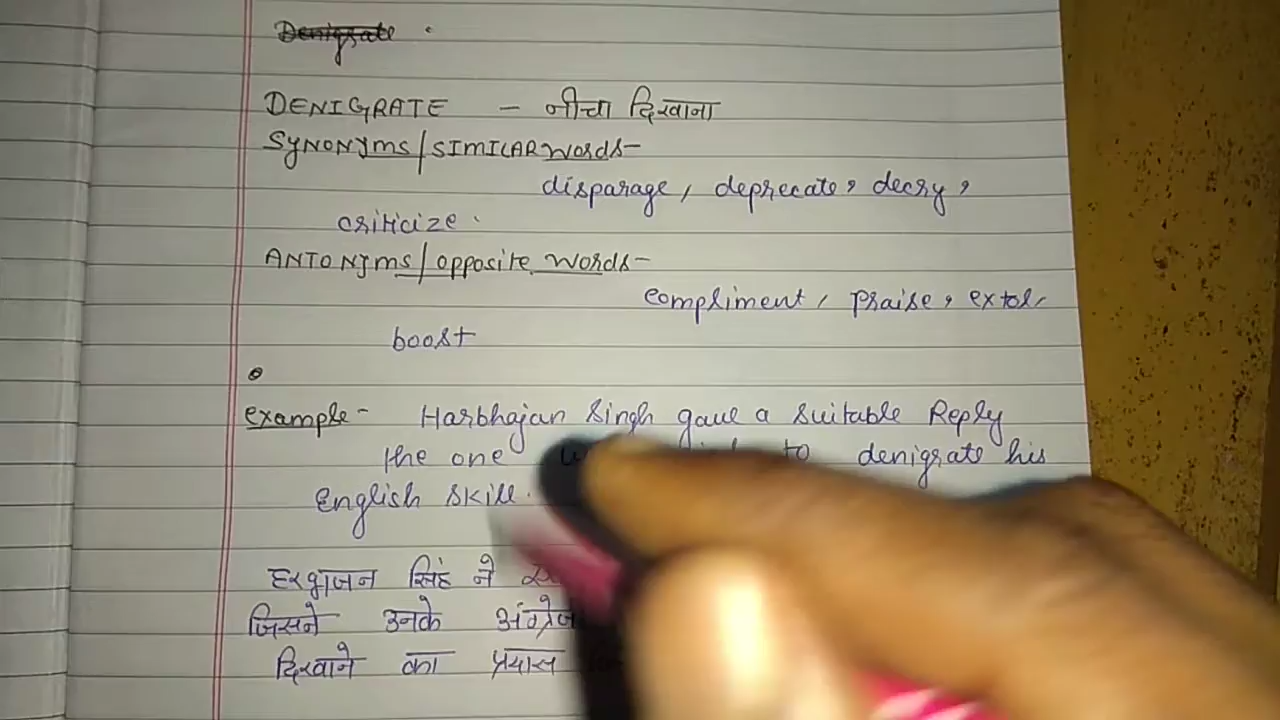 Denigrate
DENIGRATE - नीचा दिखाना
SYNONYMS/SIMILAR WORDS-
disparage, deprecate, decry,
criticize.
ANTONYMS/opposite words-
compliment, praise, extol,
boost
example- Harbhajan Singh gave a suitable Reply
the one to denigrate his
English skill.
हरभजन सिंह ने
जिसने उनके
दिखाने का प्रयास